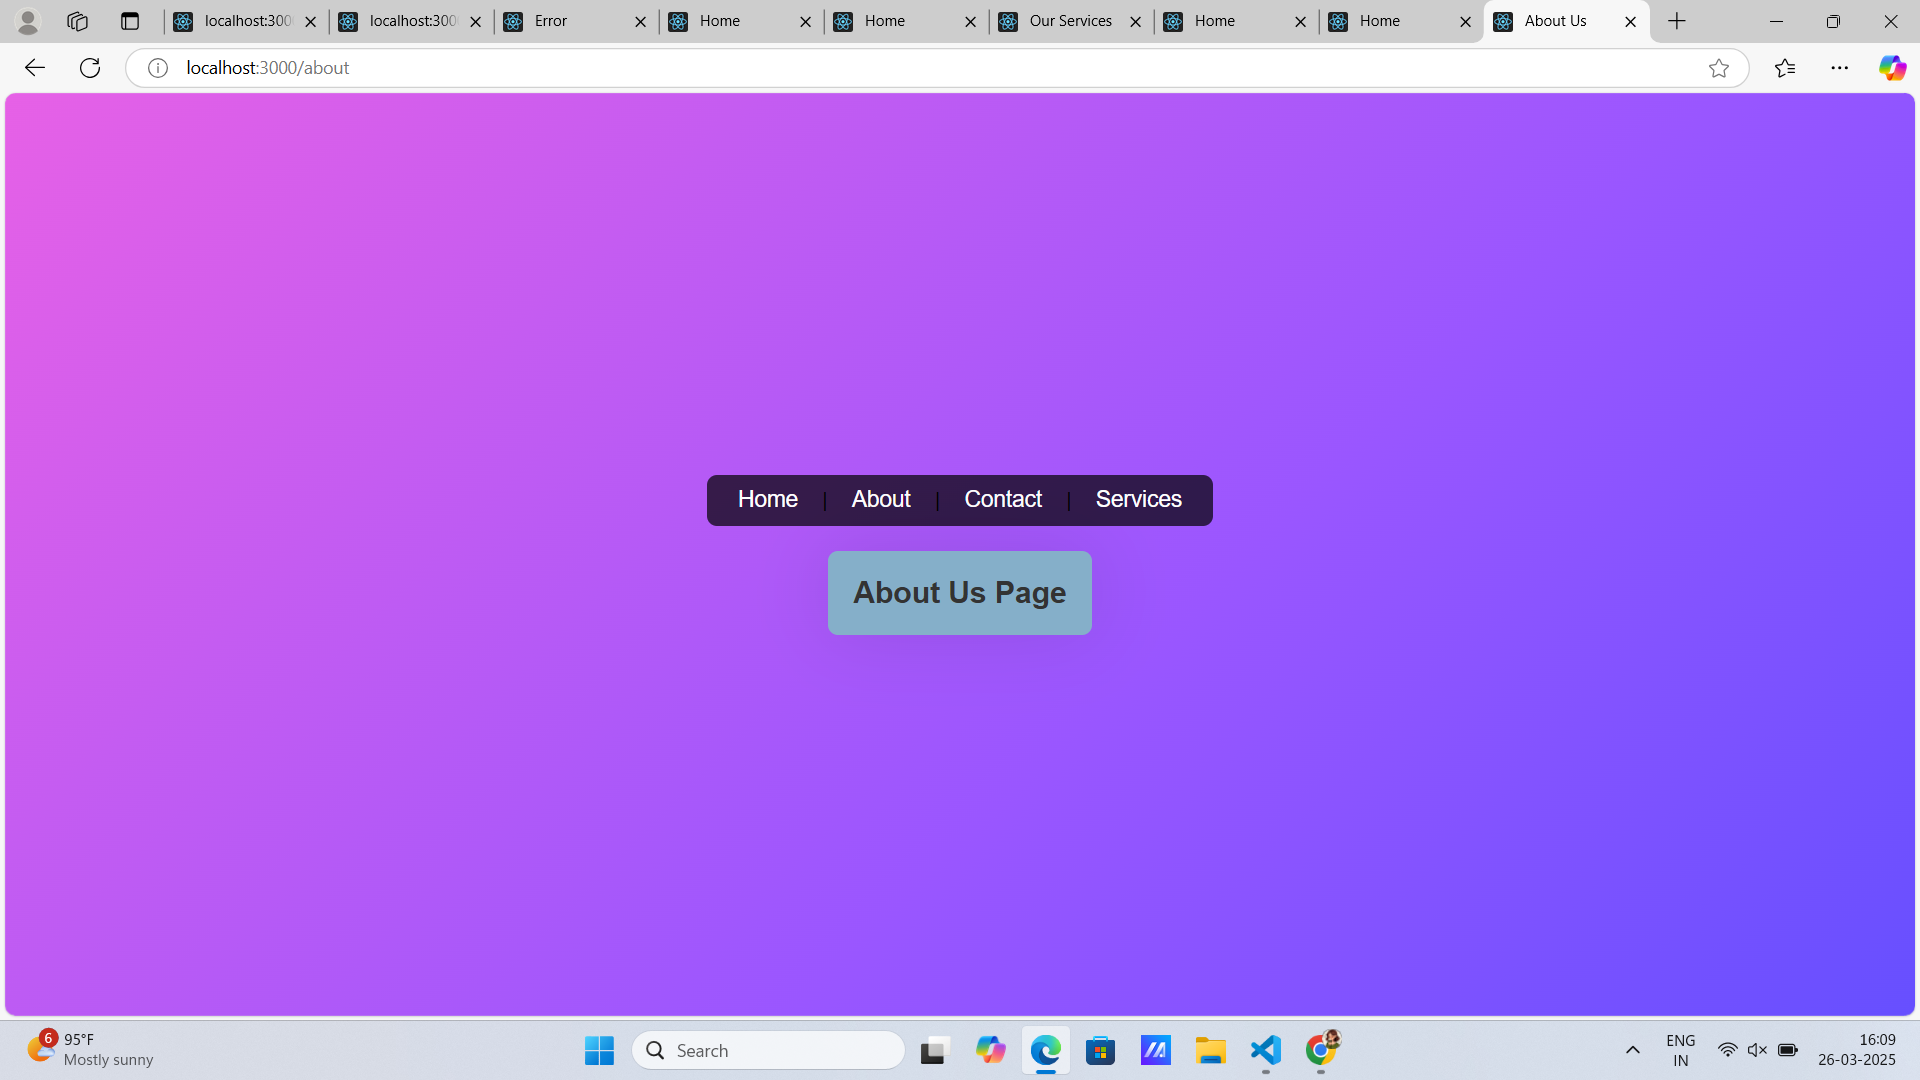 localhost:300
localhost:300
Error
Home
Home
Our Services
Home
Home
About Us
localhost:3000/about
Home | About | Contact | Services
About Us Page
6
95°F
Mostly sunny
Search
ENG
IN
16:09
26-03-2025